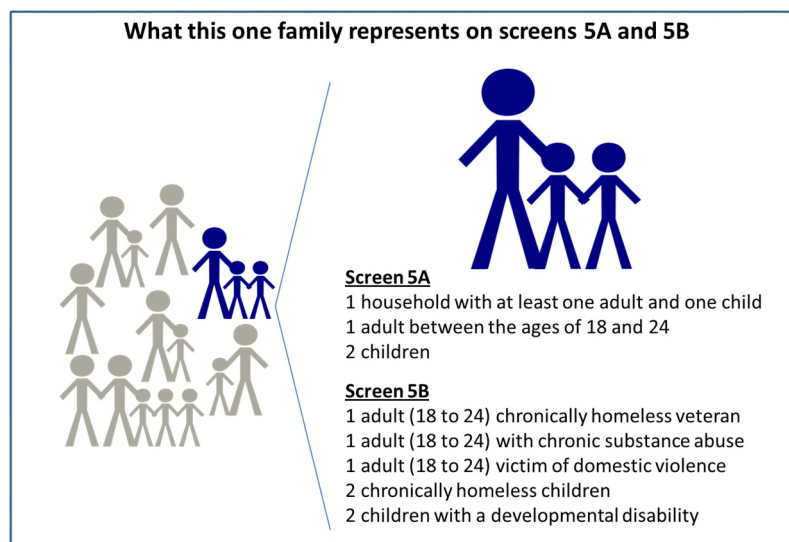 What this one family represents on screens 5A and 5B
Screen 5A
1 household with at least one adult and one child
1 adult between the ages of 18 and 24
2 children
Screen 5B
1 adult (18 to 24) chronically homeless veteran
1 adult (18 to 24) with chronic substance abuse
1 adult (18 to 24) victim of domestic violence
2 chronically homeless children
2 children with a developmental disability